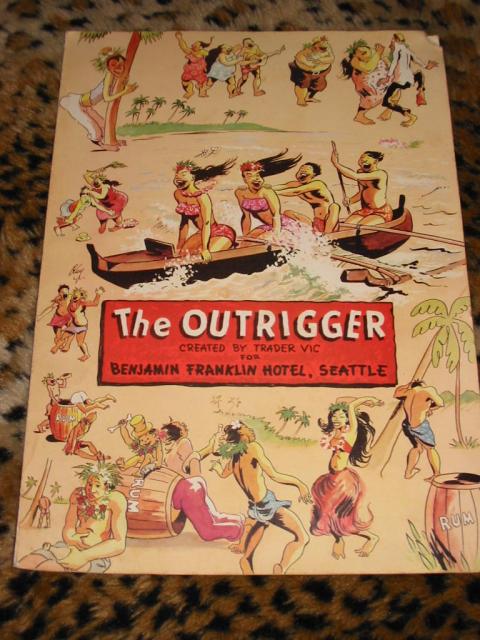 The OUTRIGGER
CREATED BY TRADER VIC
FOR
BENJAMIN FRANKLIN HOTEL, SEATTLE
RUM
RUM
RUM